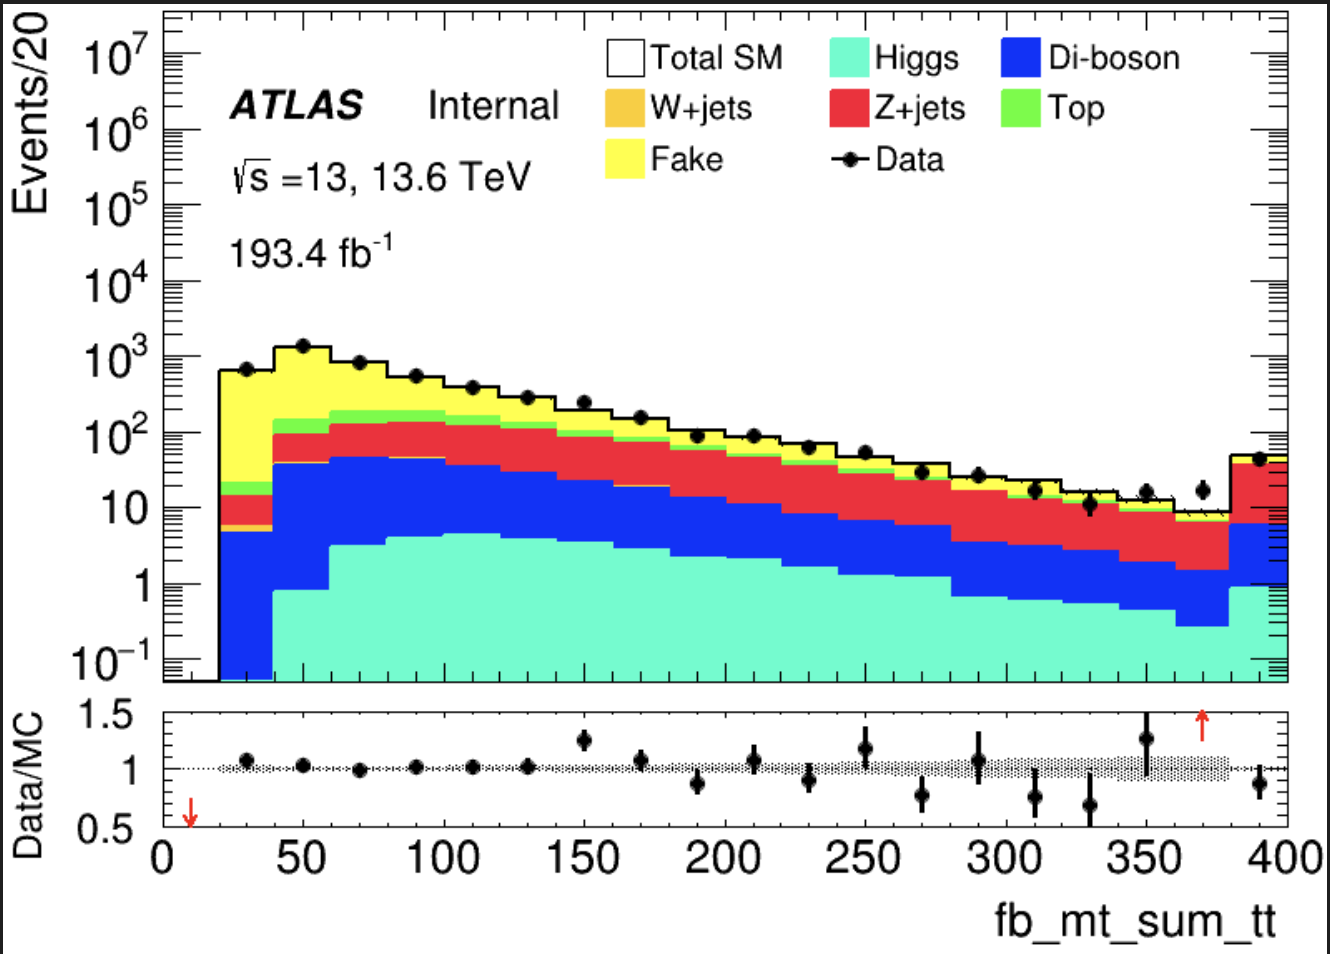 Events/20
10⁷
10⁶
10⁵
10⁴
10³
10²
10
1
10⁻¹
ATLAS Internal
√s =13, 13.6 TeV
193.4 fb⁻¹
Total SM Higgs Di-boson
W+jets Z+jets Top
Fake Data
Data/MC
1.5
1
0.5
0 50 100 150 200 250 300 350 400
fb_mt_sum_tt